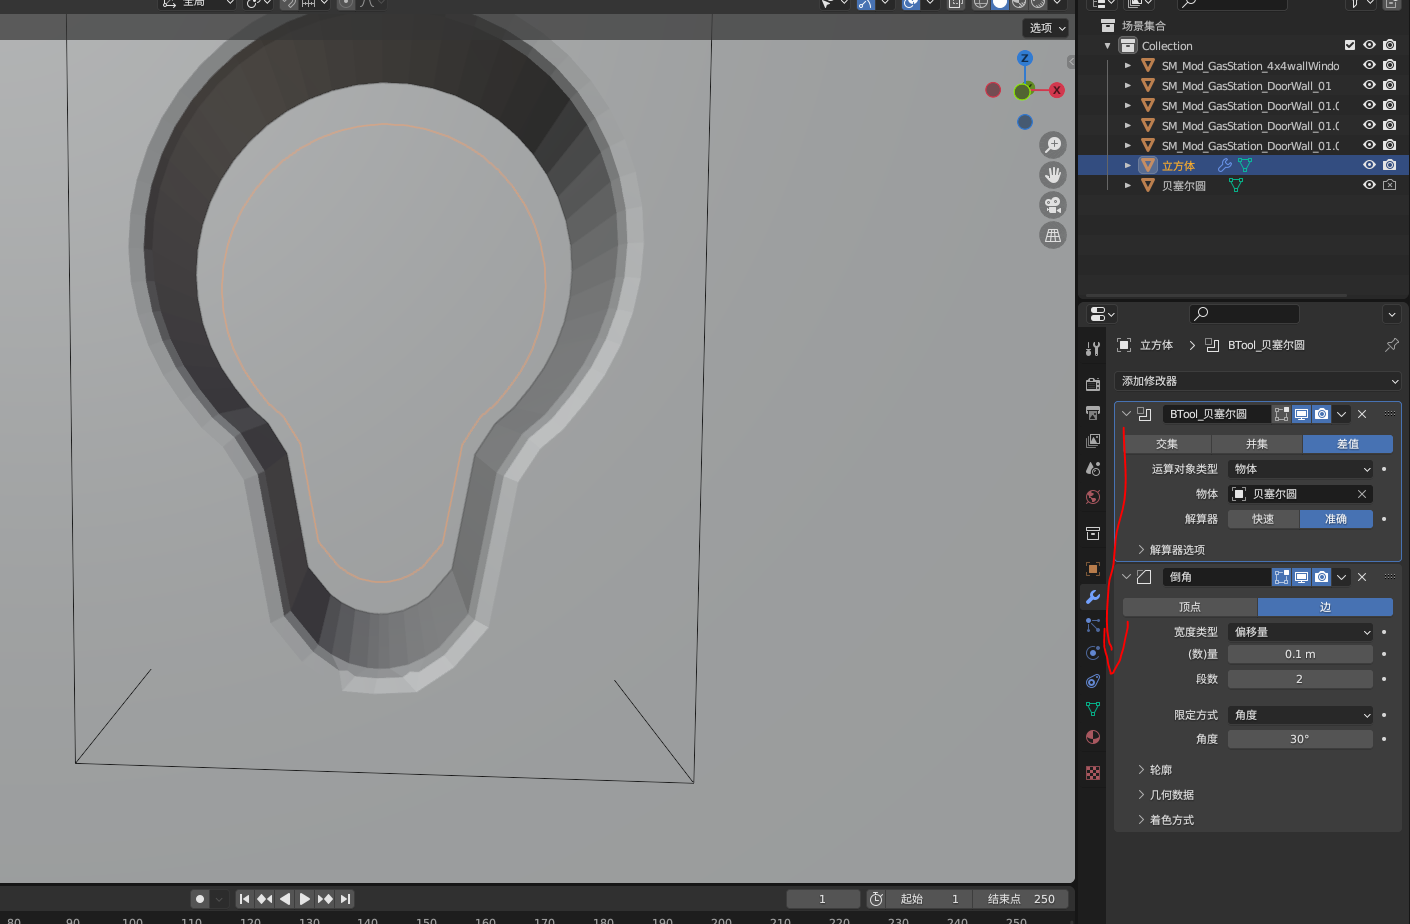 全局
选项
Z
X
场景集合
Collection
SM_Mod_GasStation_4x4wallWindo
SM_Mod_GasStation_DoorWall_01
SM_Mod_GasStation_DoorWall_01.0
SM_Mod_GasStation_DoorWall_01.0
SM_Mod_GasStation_DoorWall_01.0
立方体
贝塞尔圆
立方体 > BTool_贝塞尔圆
添加修改器
BTool_贝塞尔圆
交集 并集 差值
运算对象类型 物体
物体 贝塞尔圆
解算器 快速 准确
解算器选项
倒角
顶点 边
宽度类型 偏移量
(数)量 0.1 m
段数 2
限定方式 角度
角度 30°
轮廓
几何数据
着色方式
1 起始 1 结束点 250
80 90 100 110 120 130 140 150 160 170 180 190 200 210 220 230 240 250